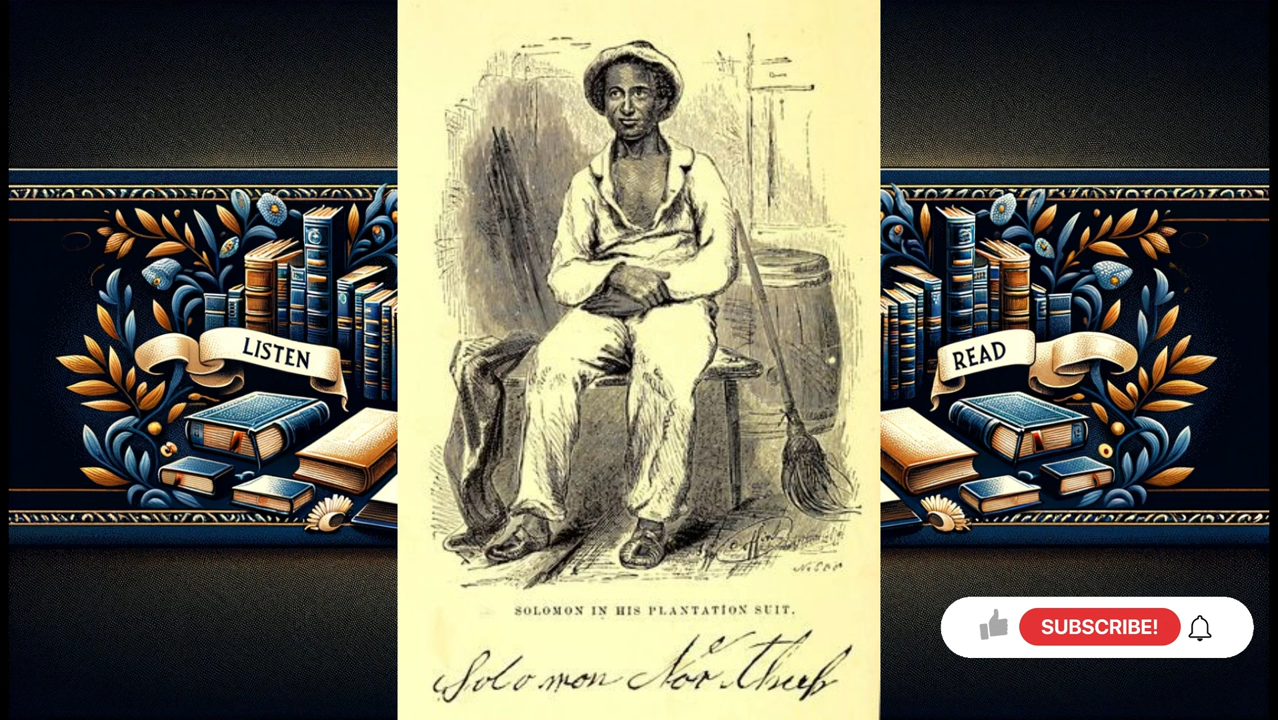 LISTEN
READ
SOLOMON IN HIS PLANTATION SUIT.
Solomon Northup
SUBSCRIBE!